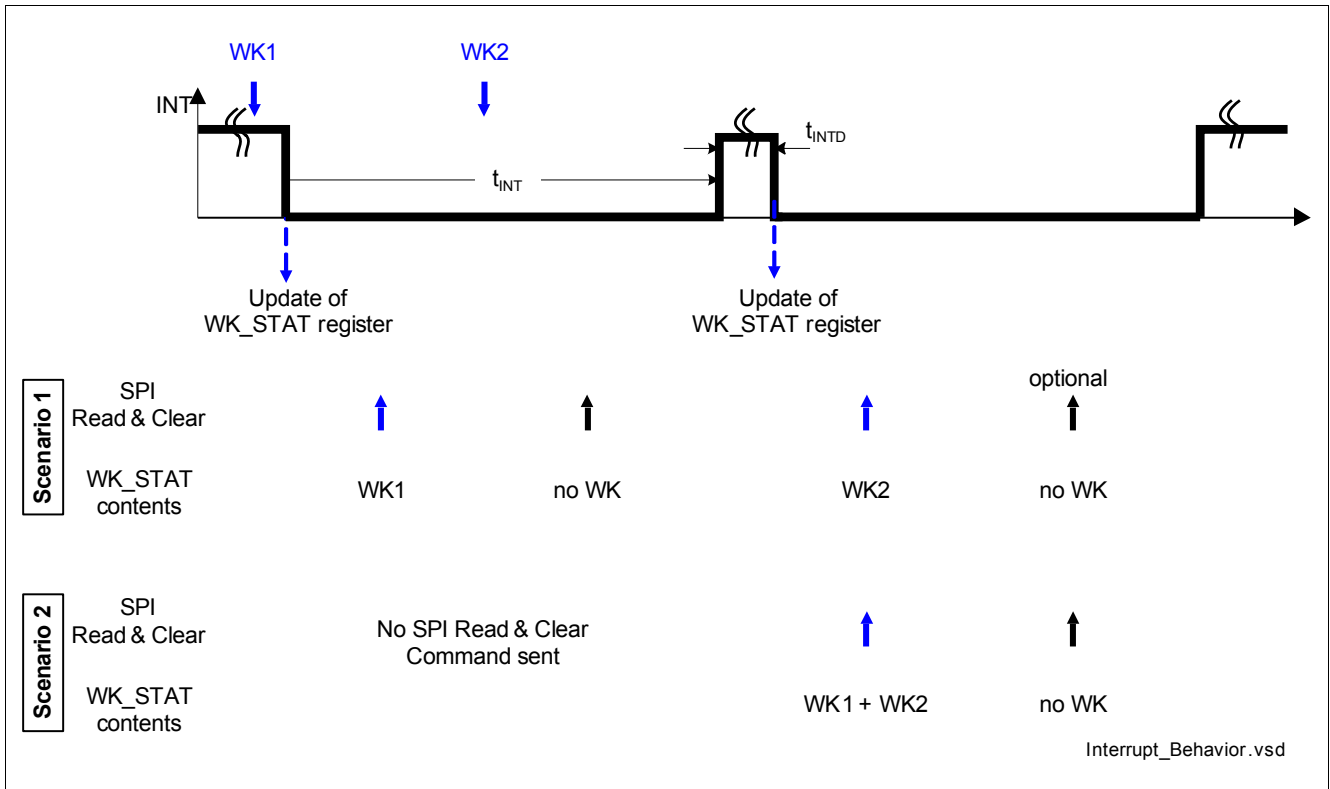 WK1 WK2
INT
tINTD
tINT
Update of
WK_STAT register
Update of
WK_STAT register
Scenario 1
SPI
Read & Clear
optional
WK_STAT
contents
WK1 no WK WK2 no WK
Scenario 2
SPI
Read & Clear
No SPI Read & Clear
Command sent
WK_STAT
contents
WK1 + WK2 no WK
Interrupt_Behavior.vsd